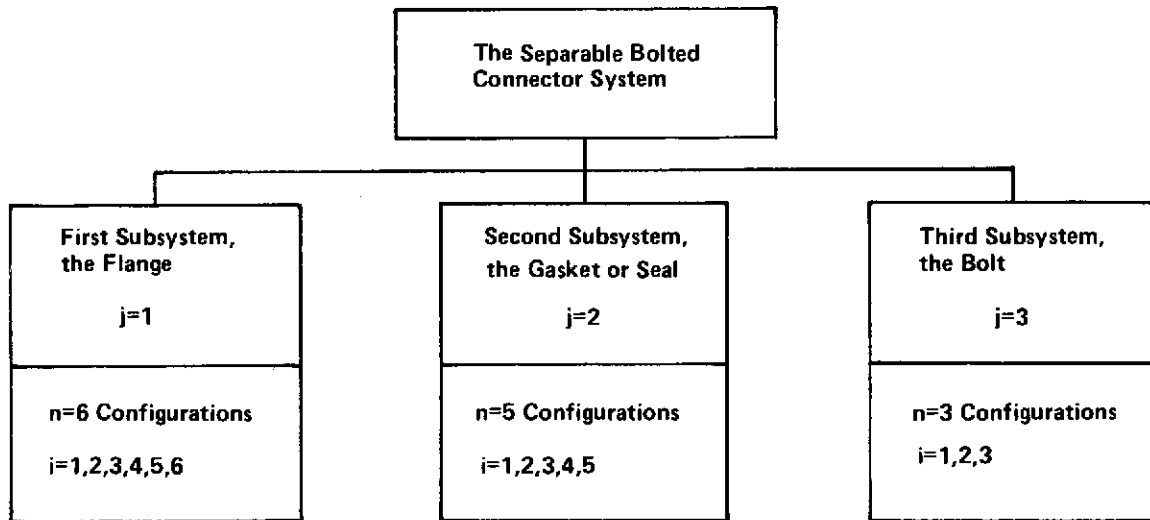 The Separable Bolted
Connector System
First Subsystem,
the Flange
j=1
n=6 Configurations
i=1,2,3,4,5,6
Second Subsystem,
the Gasket or Seal
j=2
n=5 Configurations
i=1,2,3,4,5
Third Subsystem,
the Bolt
j=3
n=3 Configurations
i=1,2,3